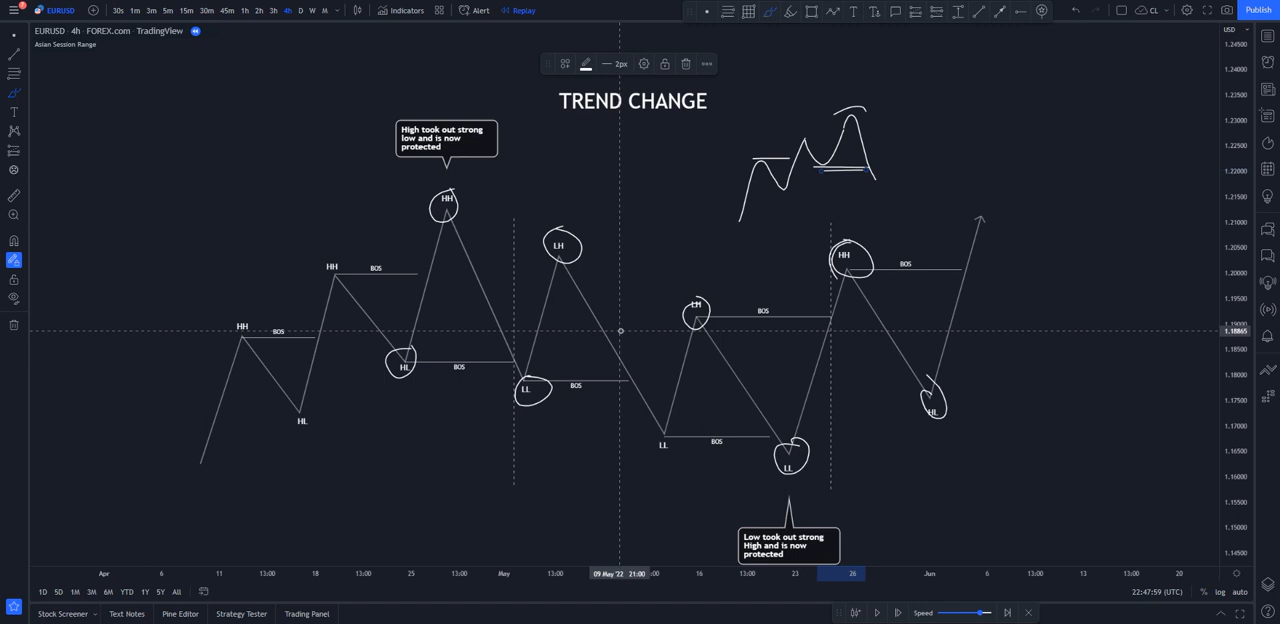 7
EURUSD
30s 1m 3m 5m 15m 30m 45m 1h 2h 3h 4h D W M
Indicators
Alert
Replay
CL
Publish
EURUSD · 4h · FOREX.com · TradingView
Asian Session Range
2px
TREND CHANGE
High took out strong
low and is now
protected
HH
LH
HH
HH
BOS
BOS
HH
BOS
LH
BOS
HL
BOS
LL
BOS
HL
HL
LL
BOS
LL
Low took out strong
High and is now
protected
USD
1.24500
1.24000
1.23500
1.23000
1.22500
1.22000
1.21500
1.21000
1.20500
1.20000
1.19500
1.19000
1.18865
1.18500
1.18000
1.17500
1.17000
1.16500
1.16000
1.15500
1.15000
1.14500
Apr 6 11 13:00 18 13:00 25 13:00 May 09 May '22 21:00 :00 16 13:00 23 26 Jun 6 13:00 13 13:00 20
1D 5D 1M 3M 6M YTD 1Y 5Y All
22:47:59 (UTC) % log auto
Stock Screener Text Notes Pine Editor Strategy Tester Trading Panel
Speed